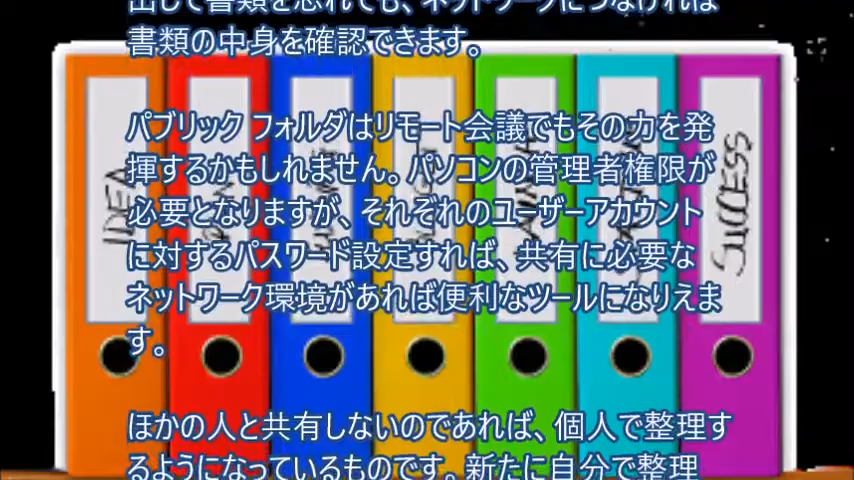 出して書類を忘れても、ネットワークにつなければ
書類の中身を確認できます。
パブリック フォルダはリモート会議でもその力を発
揮するかもしれません。パソコンの管理者権限が
必要となりますが、それぞれのユーザーアカウント
に対するパスワード設定すれば、共有に必要な
ネットワーク環境があれば便利なツールになりえま
す。
ほかの人と共有しないのであれば、個人で整理す
るようになっているものです。新たに自分で整理
IDEA